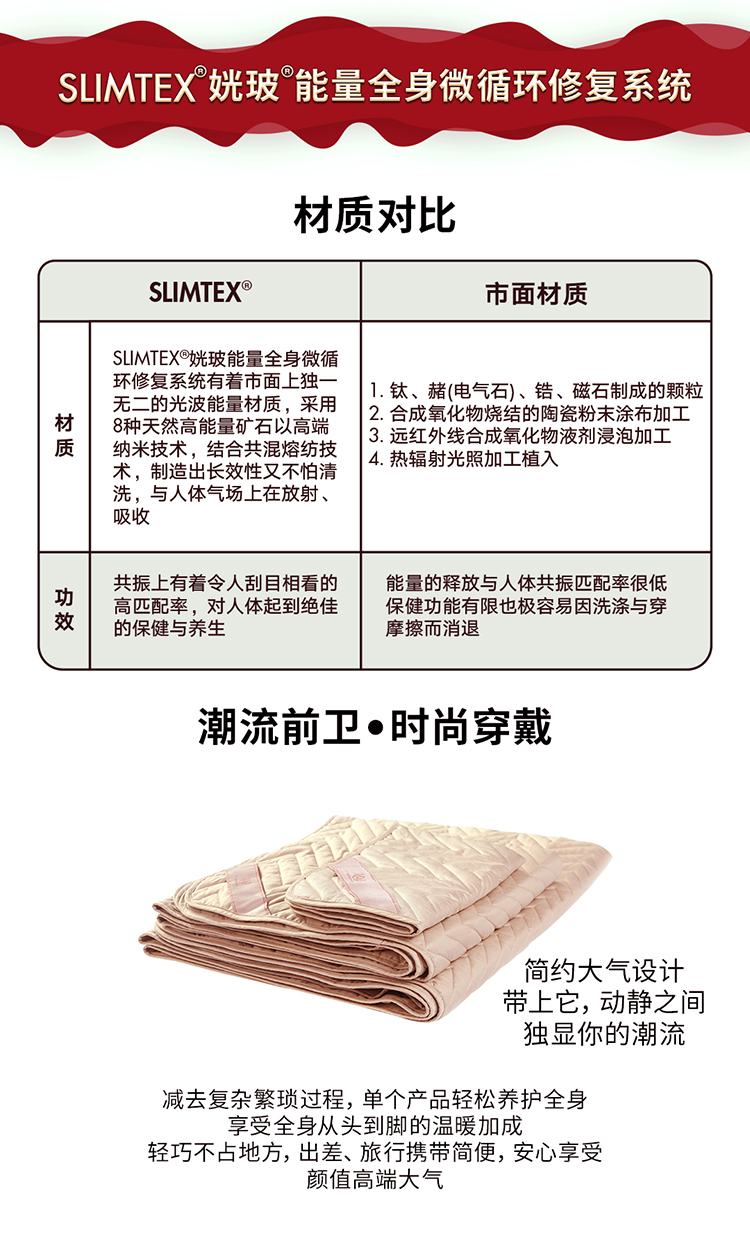 SLIMTEX®姯玻®能量全身微循环修复系统
材质对比
SLIMTEX®
市面材质
材质
SLIMTEX®姯玻能量全身微循
环修复系统有着市面上独一
无二的光波能量材质，采用
8种天然高能量矿石以高端
纳米技术，结合共混熔纺技
术，制造出长效性又不怕清
洗，与人体气场上在放射、
吸收
1. 钛、赭(电气石)、锆、磁石制成的颗粒
2. 合成氧化物烧结的陶瓷粉末涂布加工
3. 远红外线合成氧化物液剂浸泡加工
4. 热辐射光照加工植入
功效
共振上有着令人刮目相看的
高匹配率，对人体起到绝佳
的保健与养生
能量的释放与人体共振匹配率很低
保健功能有限也极容易因洗涤与穿
摩擦而消退
潮流前卫•时尚穿戴
简约大气设计
带上它，动静之间
独显你的潮流
减去复杂繁琐过程，单个产品轻松养护全身
享受全身从头到脚的温暖加成
轻巧不占地方，出差、旅行携带简便，安心享受
颜值高端大气